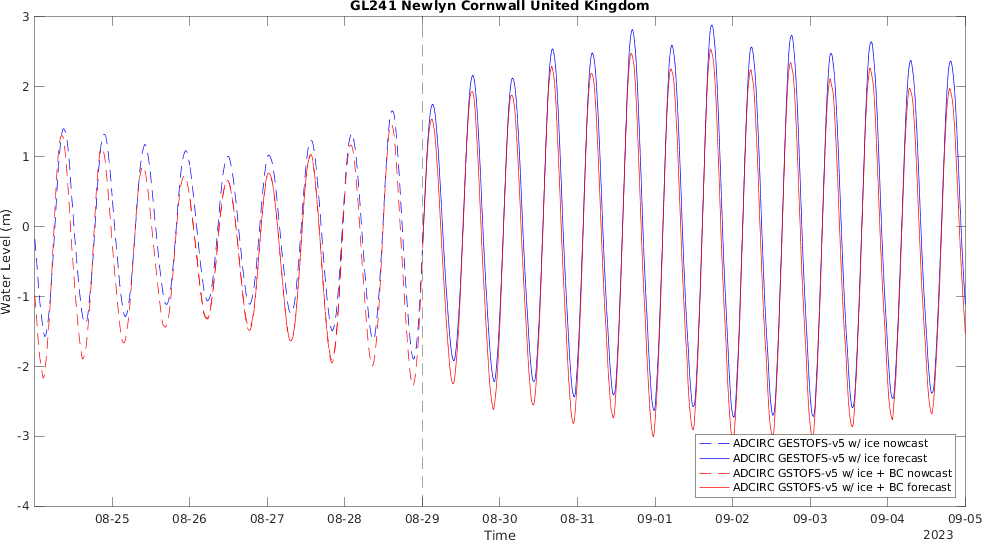 GL241 Newlyn Cornwall United Kingdom
Water Level (m)
3
2
1
0
-1
-2
-3
-4
ADCIRC GESTOFS-v5 w/ ice nowcast
ADCIRC GESTOFS-v5 w/ ice forecast
ADCIRC GSTOFS-v5 w/ ice + BC nowcast
ADCIRC GSTOFS-v5 w/ ice + BC forecast
08-25 08-26 08-27 08-28 08-29 08-30 08-31 09-01 09-02 09-03 09-04 09-05
Time
2023